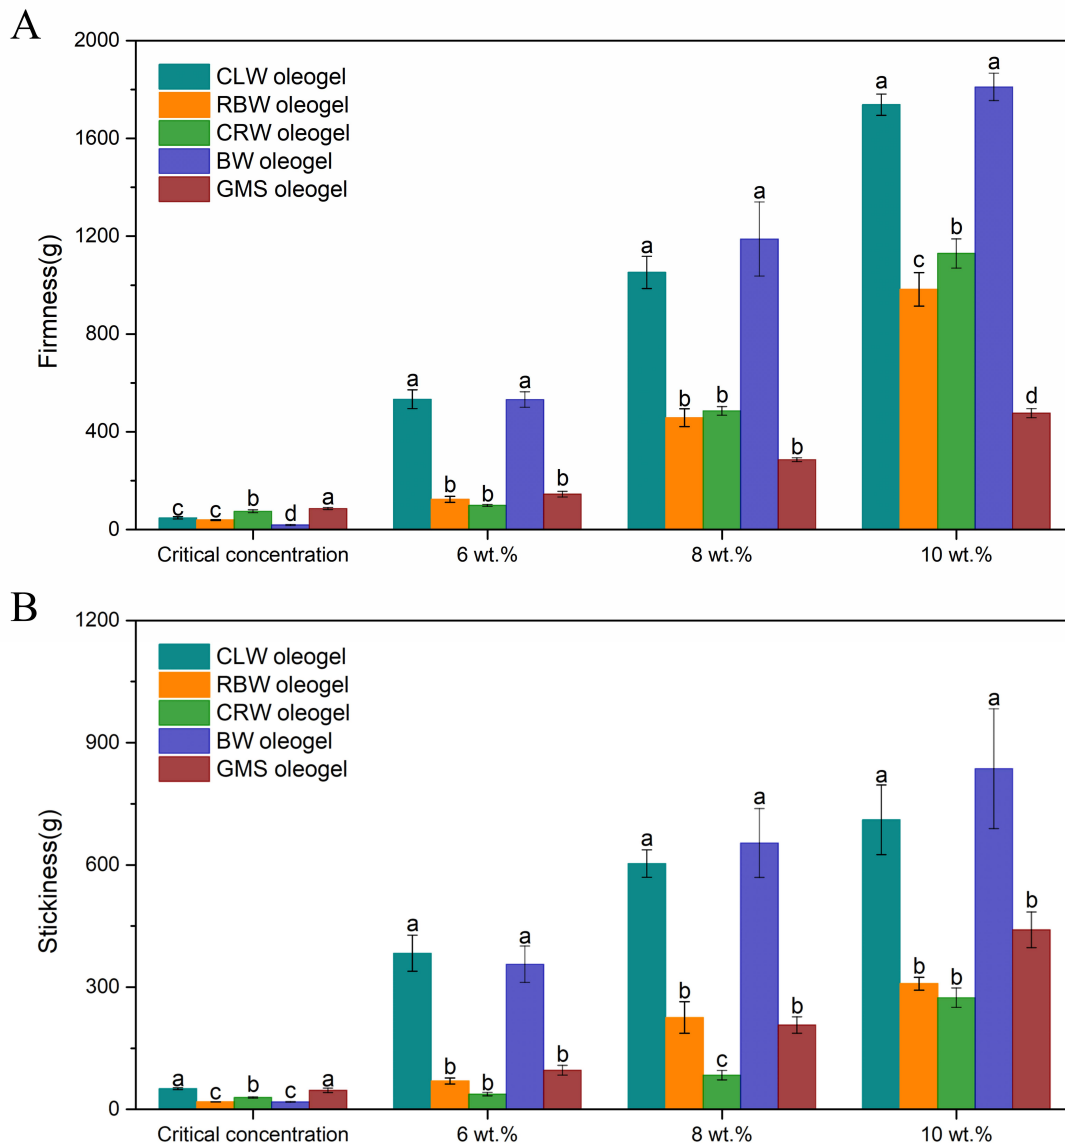 A
2000
1600
1200
800
400
0
Firmness(g)
CLW oleogel
RBW oleogel
CRW oleogel
BW oleogel
GMS oleogel
c c b d a
a b b a b
a b b a b
a c b a d
Critical concentration 6 wt.% 8 wt.% 10 wt.%
B
1200
900
600
300
0
Stickiness(g)
CLW oleogel
RBW oleogel
CRW oleogel
BW oleogel
GMS oleogel
a c b c a
a b b a b
a b c a b
a b b a b
Critical concentration 6 wt.% 8 wt.% 10 wt.%